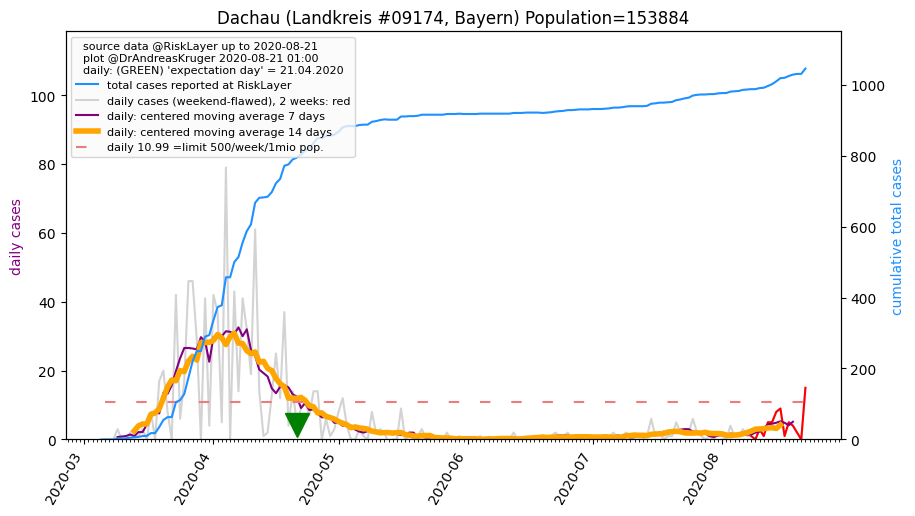 Dachau (Landkreis #09174, Bayern) Population=153884
source data @RiskLayer up to 2020-08-21
plot @DrAndreasKruger 2020-08-21 01:00
daily: (GREEN) 'expectation day' = 21.04.2020
total cases reported at RiskLayer
daily cases (weekend-flawed), 2 weeks: red
daily: centered moving average 7 days
daily: centered moving average 14 days
daily 10.99 =limit 500/week/1mio pop.
daily cases
0
20
40
60
80
100
cumulative total cases
0
200
400
600
800
1000
2020-03
2020-04
2020-05
2020-06
2020-07
2020-08